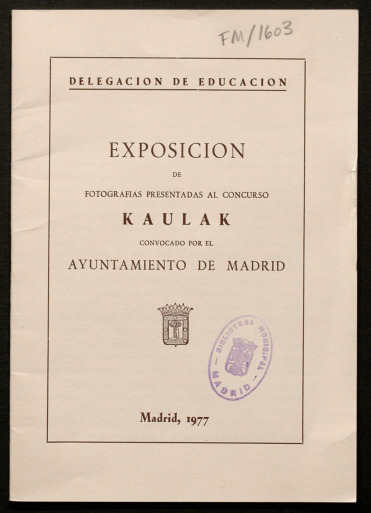 FM/1603
DELEGACION DE EDUCACION
EXPOSICION
DE
FOTOGRAFIAS PRESENTADAS AL CONCURSO
KAULAK
CONVOCADO POR EL
AYUNTAMIENTO DE MADRID
BIBLIOTECA MUNICIPAL
— MADRID —
Madrid, 1977